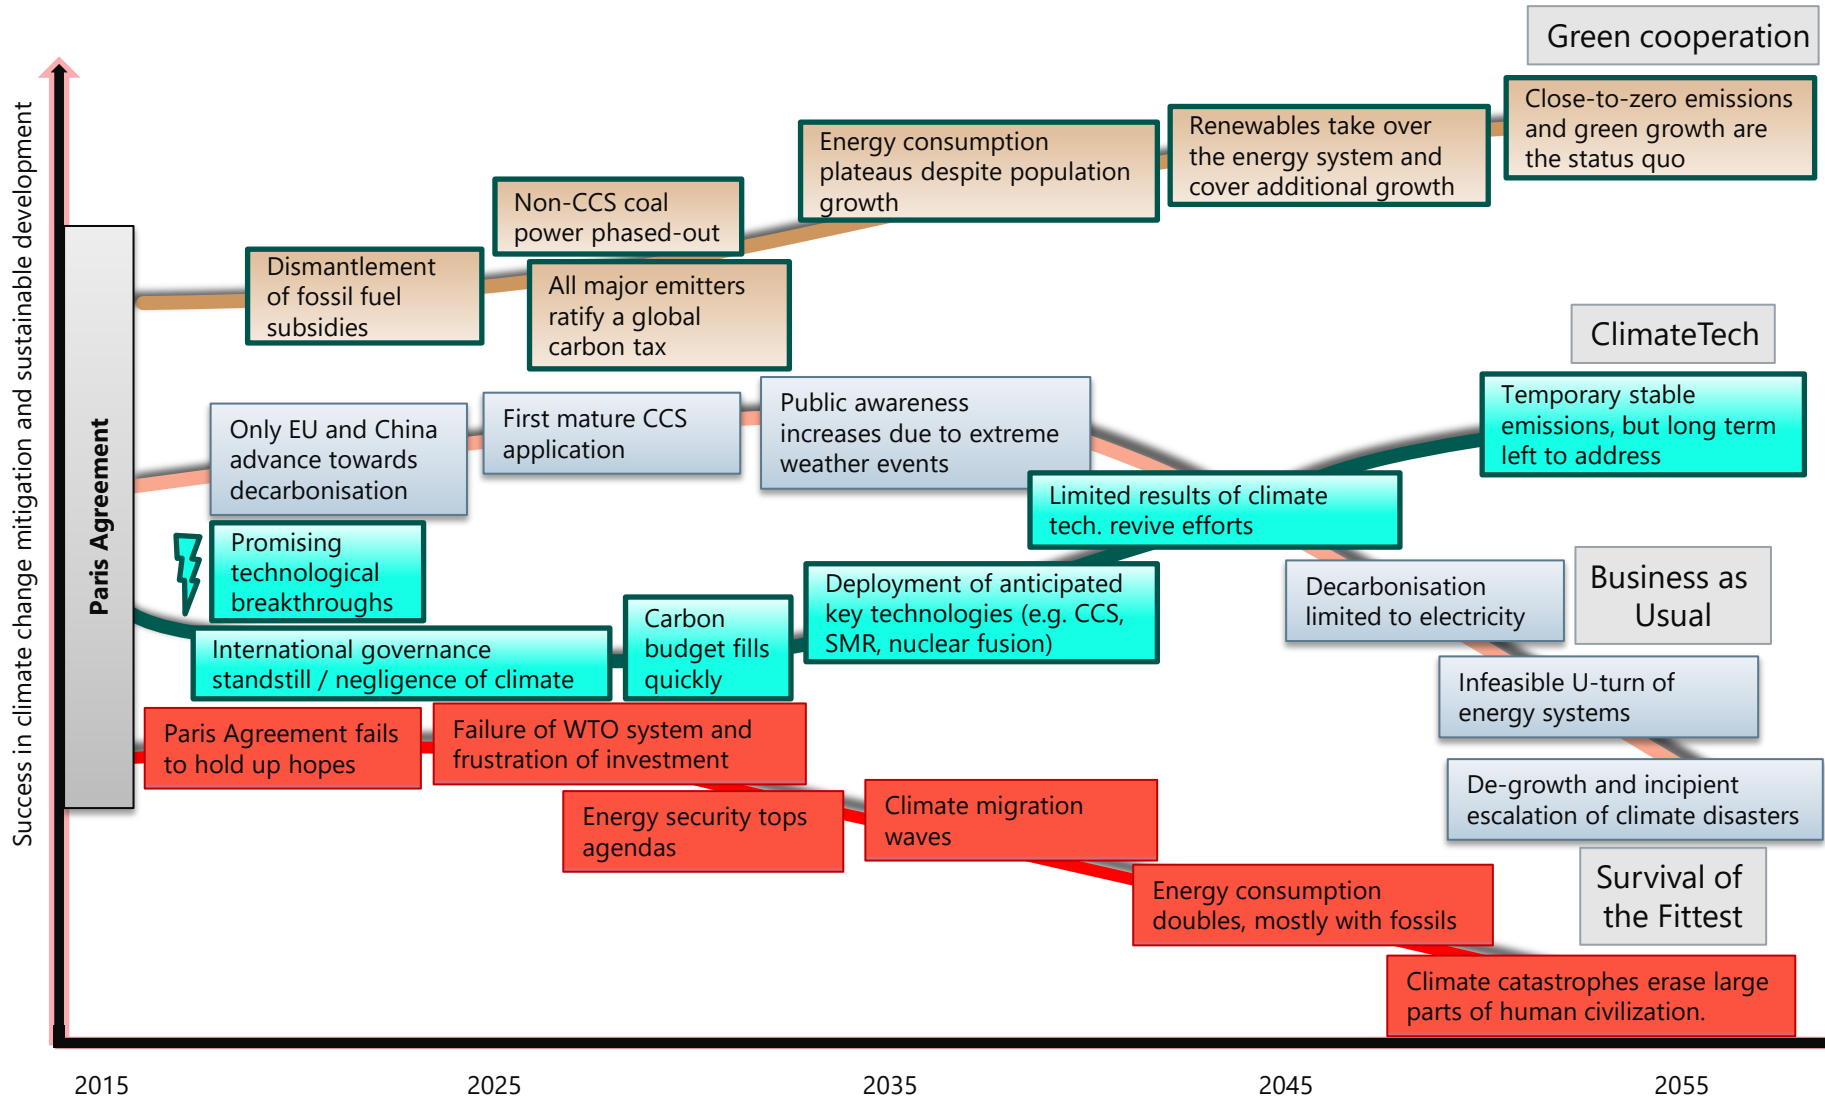 Success in climate change mitigation and sustainable development
Paris Agreement
Green cooperation
Dismantlement
of fossil fuel
subsidies
Non-CCS coal
power phased-out
All major emitters
ratify a global
carbon tax
Energy consumption
plateaus despite population
growth
Renewables take over
the energy system and
cover additional growth
Close-to-zero emissions
and green growth are
the status quo
ClimateTech
Only EU and China
advance towards
decarbonisation
First mature CCS
application
Public awareness
increases due to extreme
weather events
Temporary stable
emissions, but long term
left to address
Limited results of climate
tech. revive efforts
Promising
technological
breakthroughs
International governance
standstill / negligence of climate
Carbon
budget fills
quickly
Deployment of anticipated
key technologies (e.g. CCS,
SMR, nuclear fusion)
Decarbonisation
limited to electricity
Business as
Usual
Infeasible U-turn of
energy systems
De-growth and incipient
escalation of climate disasters
Paris Agreement fails
to hold up hopes
Failure of WTO system and
frustration of investment
Energy security tops
agendas
Climate migration
waves
Energy consumption
doubles, mostly with fossils
Survival of
the Fittest
Climate catastrophes erase large
parts of human civilization.
2015
2025
2035
2045
2055